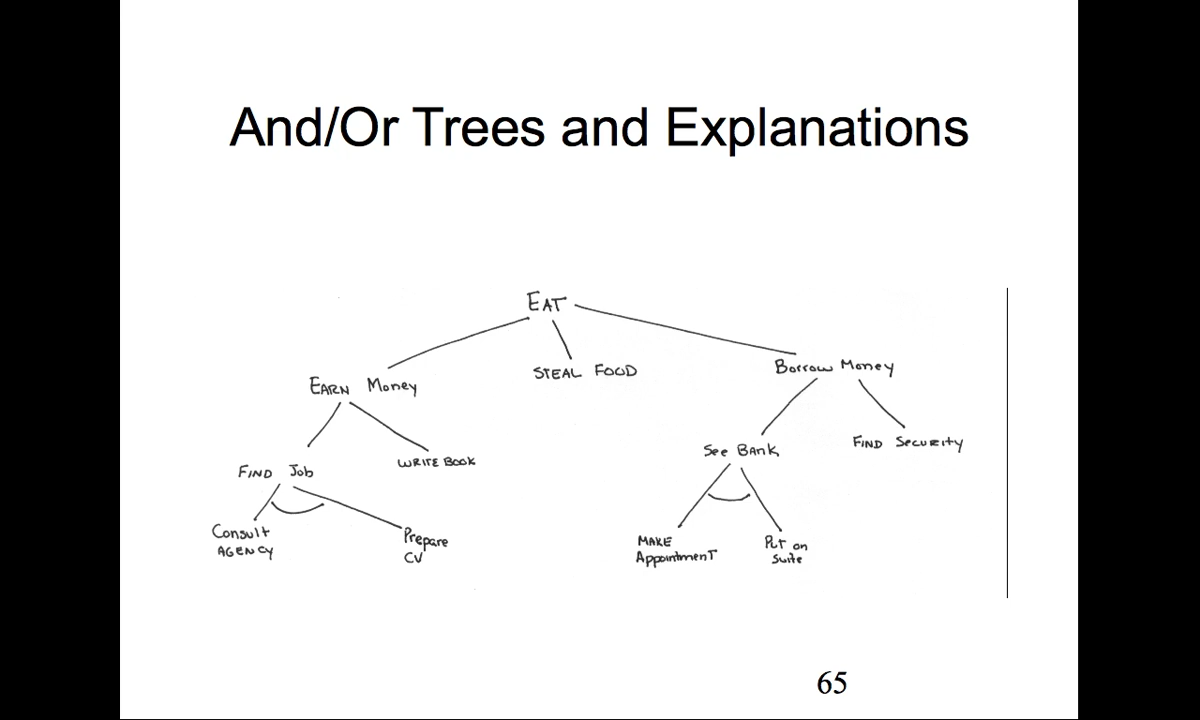 And/Or Trees and Explanations
EAT
EARN Money
STEAL FOOD
Borrow Money
FIND Job
WRITE BOOK
See BANK
FIND SECURITY
Consult
AGENCY
Prepare
CV
MAKE
AppointmenT
Put on
Suite
65